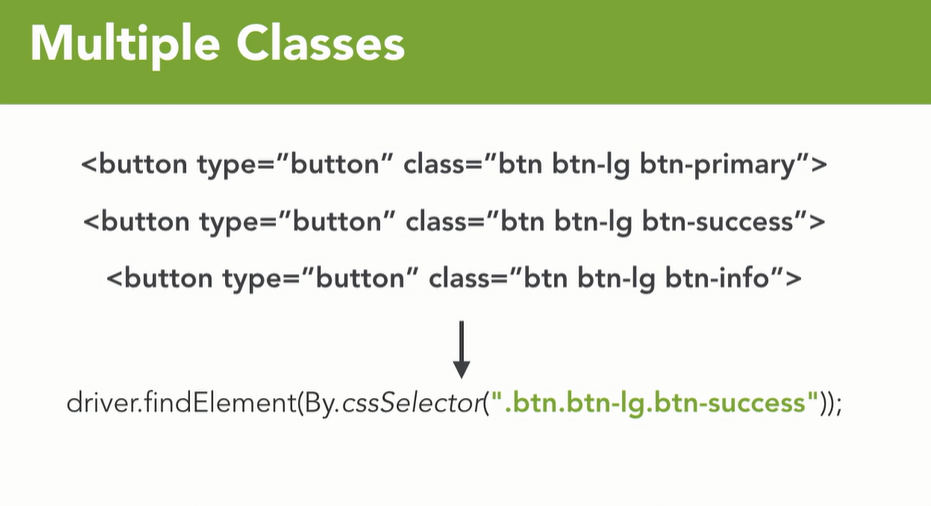 Multiple Classes
<button type=”button” class=”btn btn-lg btn-primary”>
<button type=”button” class=”btn btn-lg btn-success”>
<button type=”button” class=”btn btn-lg btn-info”>
driver.findElement(By.cssSelector(".btn.btn-lg.btn-success"));